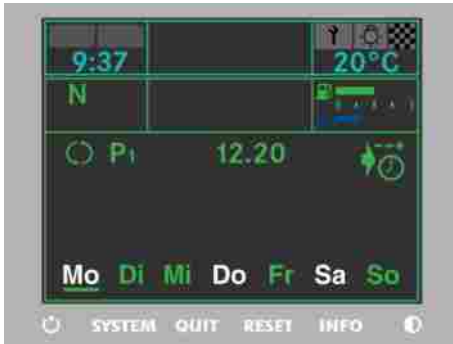 9:37 20°C
N
P1 12.20
Mo Di Mi Do Fr Sa So
SYSTEM QUIT RESET INFO